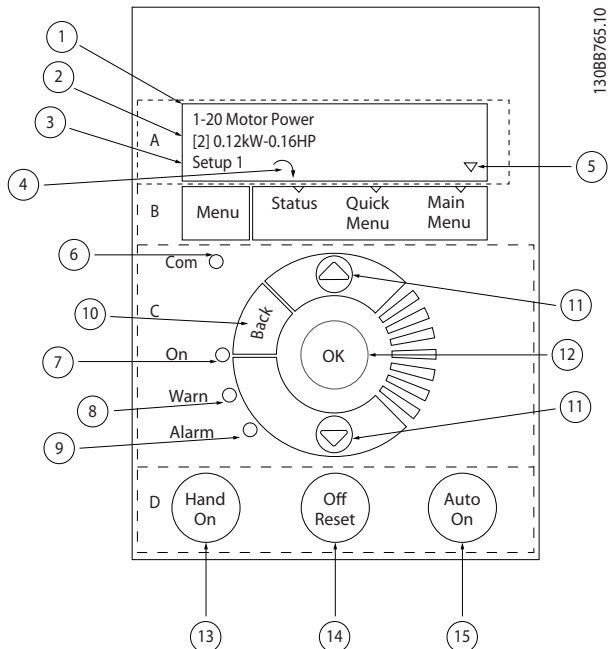 130BB765.10
1
2
3
4
5
A
1-20 Motor Power
[2] 0.12kW-0.16HP
Setup 1
B
Menu
Status
Quick
Menu
Main
Menu
6
Com
C
10
Back
11
7
On
OK
12
8
Warn
11
9
Alarm
D
Hand
On
Off
Reset
Auto
On
13
14
15